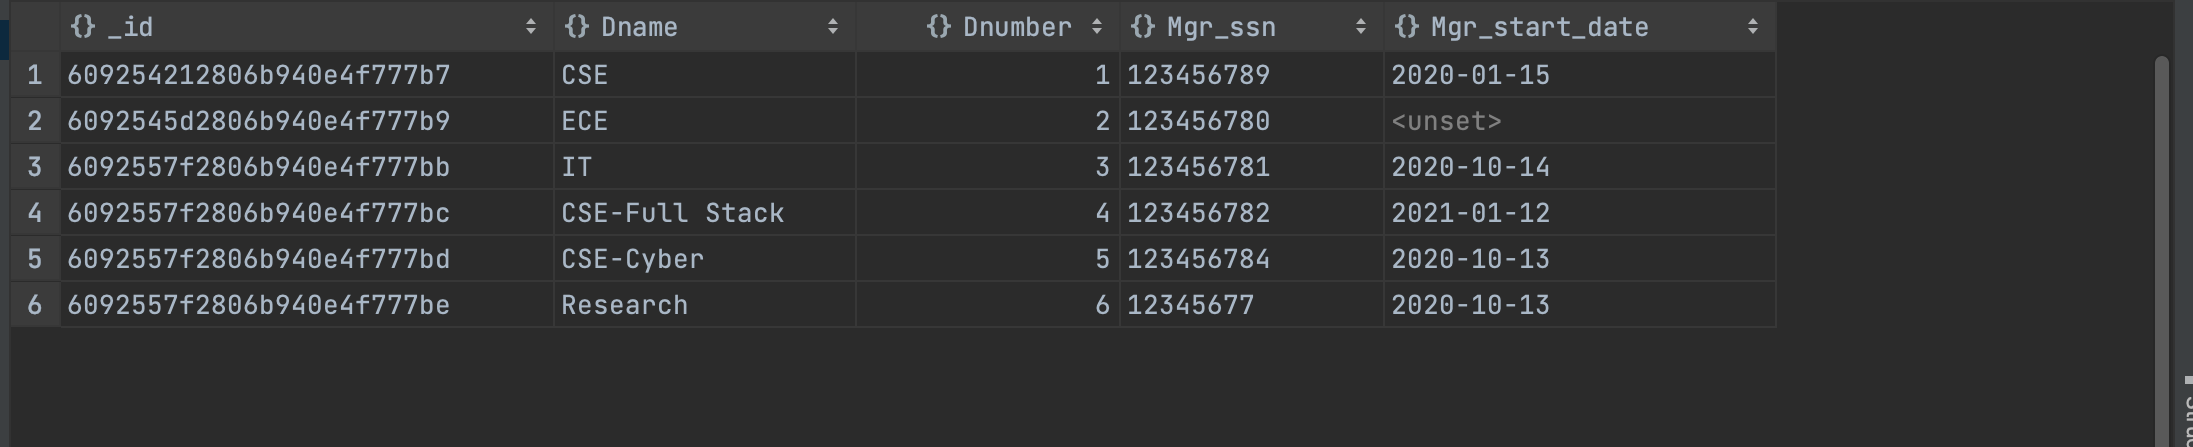 {} _id {} Dname {} Dnumber {} Mgr_ssn {} Mgr_start_date
1 609254212806b940e4f777b7 CSE 1 123456789 2020-01-15
2 6092545d2806b940e4f777b9 ECE 2 123456780 <unset>
3 6092557f2806b940e4f777bb IT 3 123456781 2020-10-14
4 6092557f2806b940e4f777bc CSE-Full Stack 4 123456782 2021-01-12
5 6092557f2806b940e4f777bd CSE-Cyber 5 123456784 2020-10-13
6 6092557f2806b940e4f777be Research 6 12345677 2020-10-13